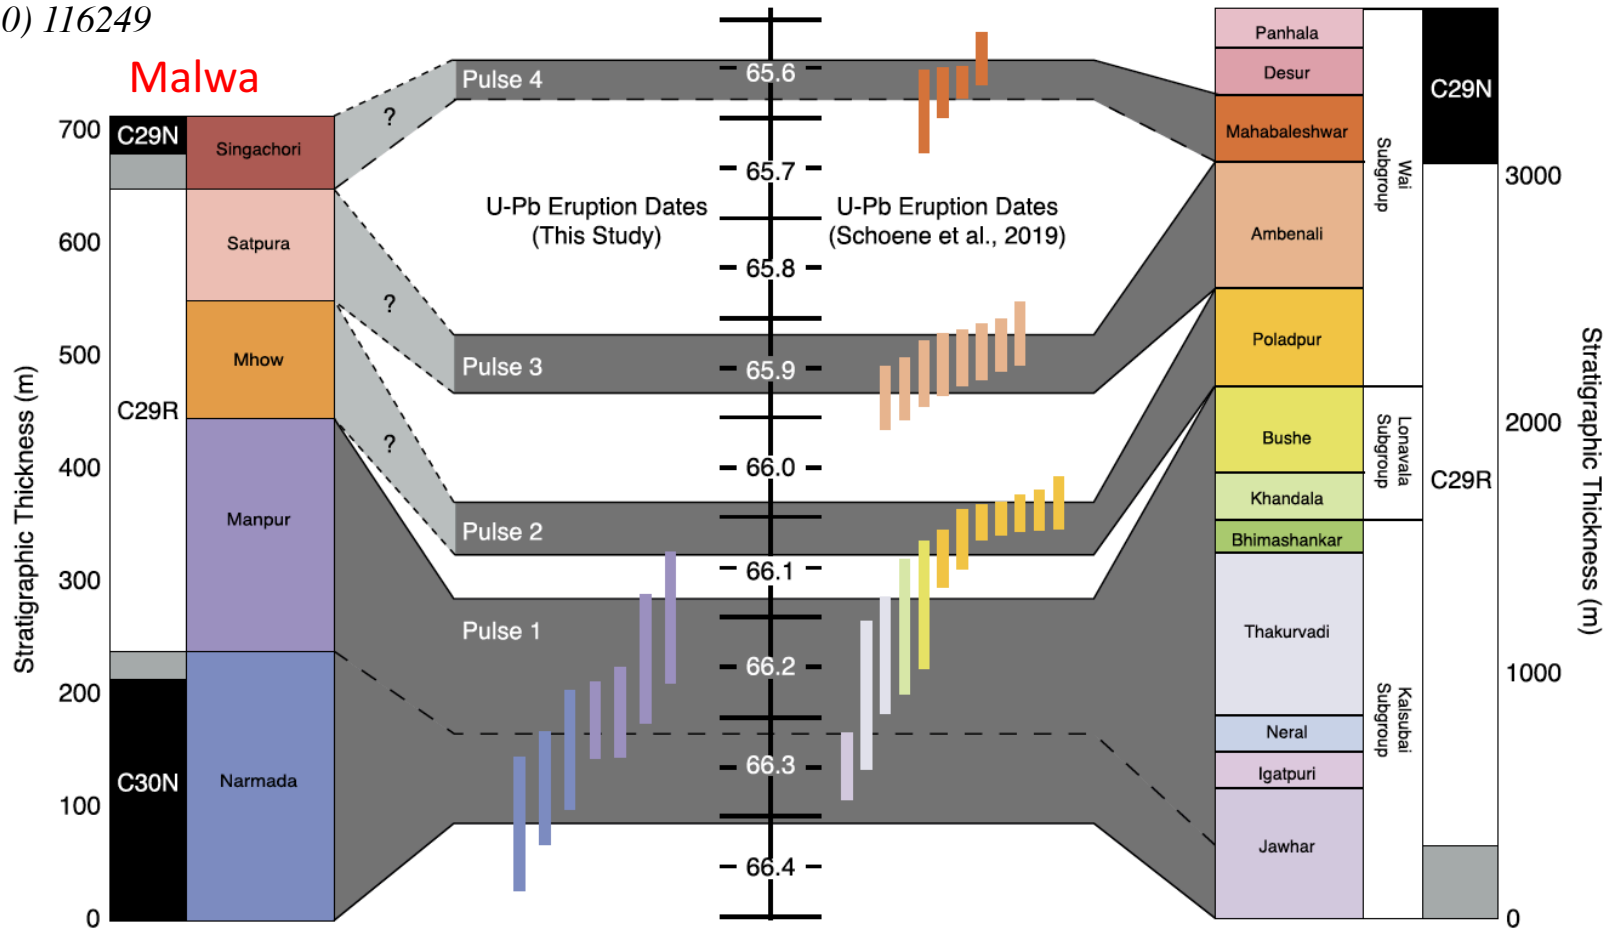 0) 116249
Malwa
Stratigraphic Thickness (m)
700
600
500
400
300
200
100
0
C29N
C29R
C30N
Singachori
Satpura
Mhow
Manpur
Narmada
?
?
?
Pulse 4
Pulse 3
Pulse 2
Pulse 1
U-Pb Eruption Dates
(This Study)
65.6
65.7
65.8
65.9
66.0
66.1
66.2
66.3
66.4
U-Pb Eruption Dates
(Schoene et al., 2019)
Panhala
Desur
Mahabaleshwar
Ambenali
Poladpur
Bushe
Khandala
Bhimashankar
Thakurvadi
Neral
Igatpuri
Jawhar
Wai
Subgroup
Lonavala
Subgroup
Kalsubai
Subgroup
C29N
C29R
3000
2000
1000
0
Stratigraphic Thickness (m)